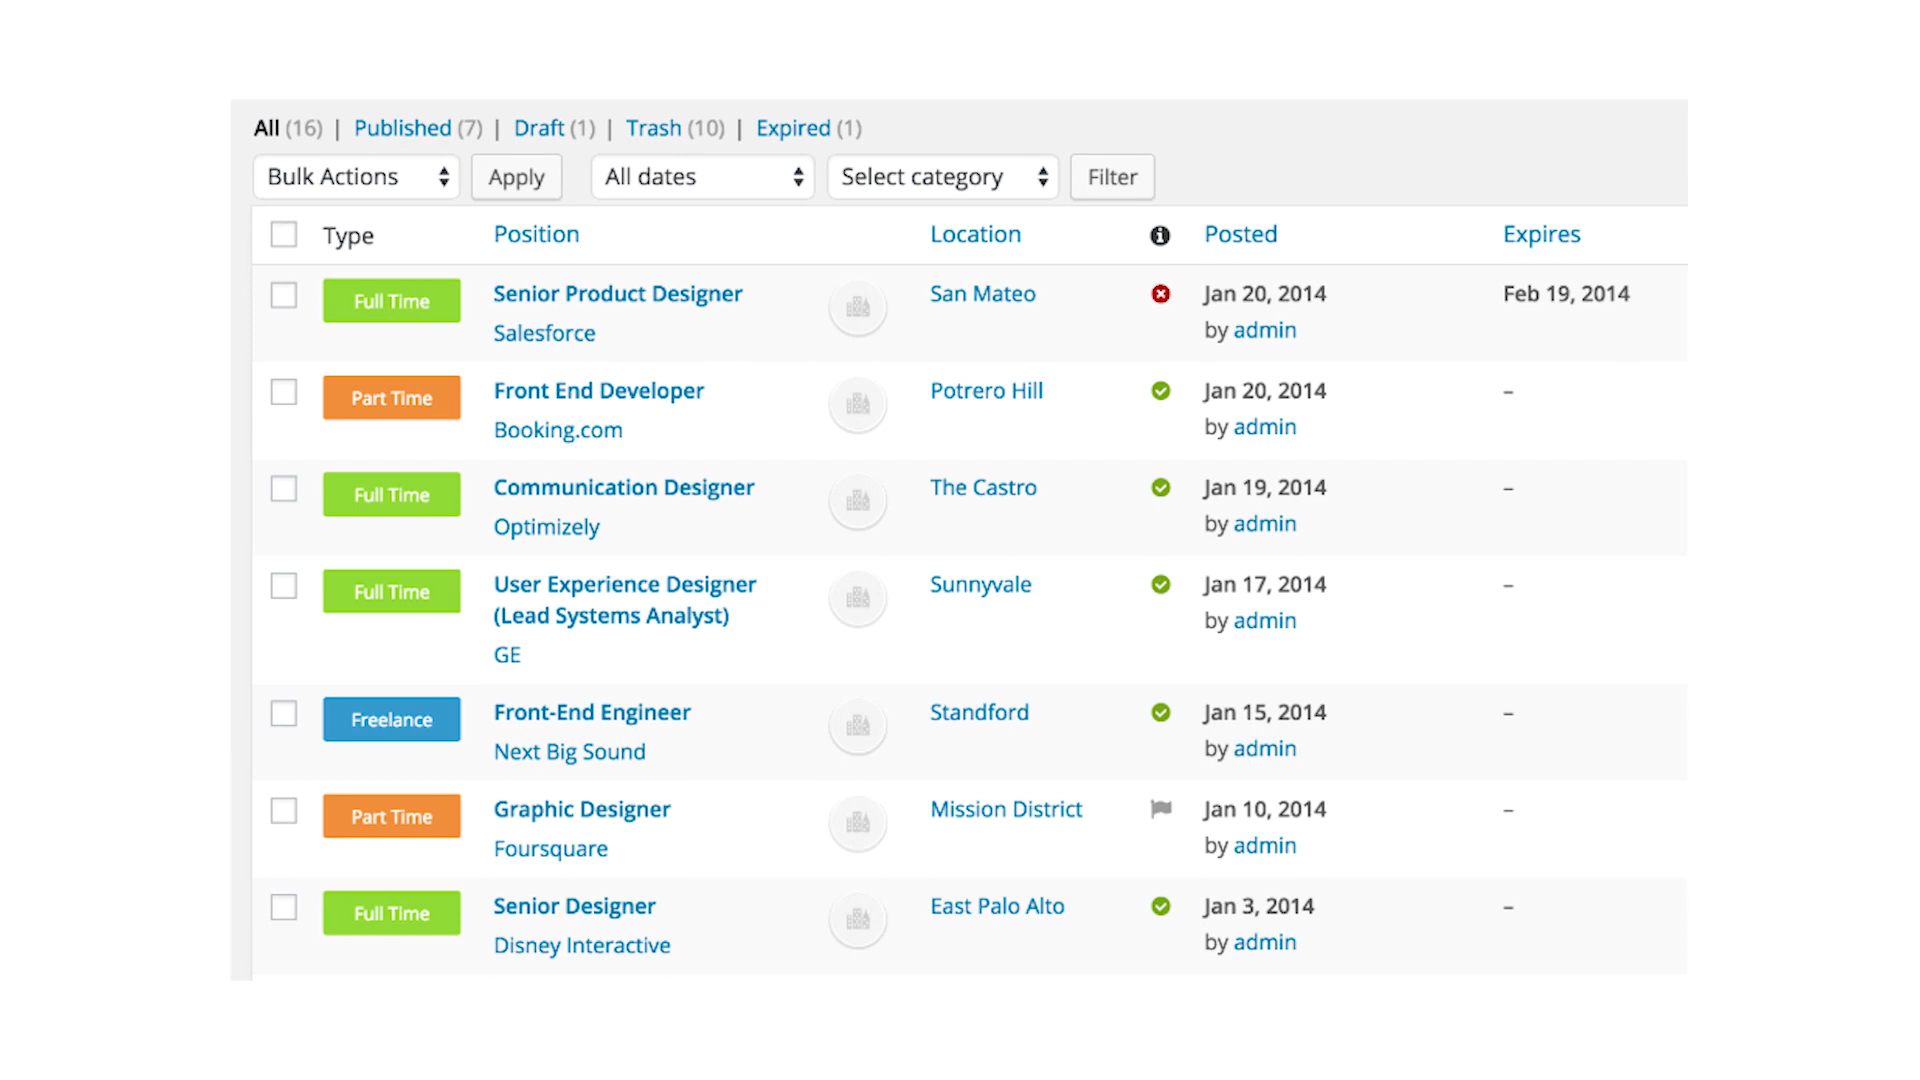 All (16) | Published (7) | Draft (1) | Trash (10) | Expired (1)
Bulk Actions Apply All dates Select category Filter
Type Position Location Posted Expires
Full Time Senior Product Designer San Mateo Jan 20, 2014 Feb 19, 2014
Salesforce by admin
Part Time Front End Developer Potrero Hill Jan 20, 2014 –
Booking.com by admin
Full Time Communication Designer The Castro Jan 19, 2014 –
Optimizely by admin
Full Time User Experience Designer Sunnyvale Jan 17, 2014 –
(Lead Systems Analyst) by admin
GE
Freelance Front-End Engineer Standford Jan 15, 2014 –
Next Big Sound by admin
Part Time Graphic Designer Mission District Jan 10, 2014 –
Foursquare by admin
Full Time Senior Designer East Palo Alto Jan 3, 2014 –
Disney Interactive by admin